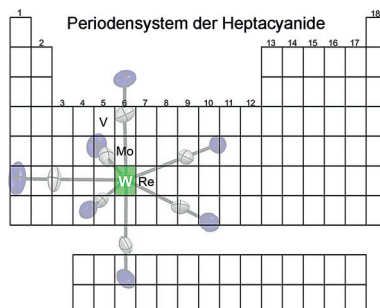 1
18
Periodensystem der Heptacyanide
2
13 14 15 16 17
3 4 5 6 7 8 9 10 11 12
V
Mo
W Re